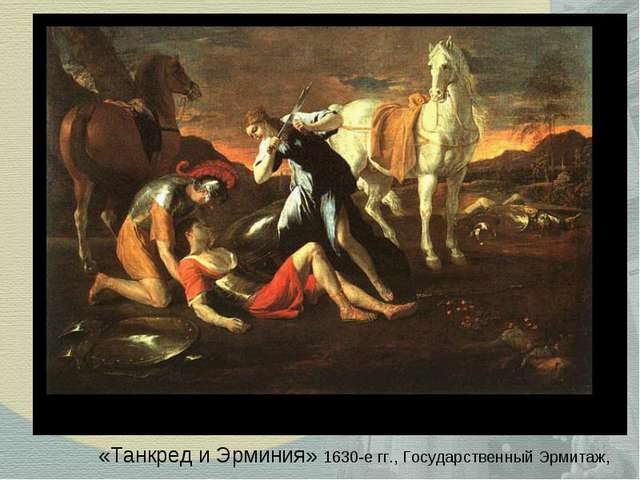 «Танкред и Эрминия» 1630-е гг., Государственный Эрмитаж,